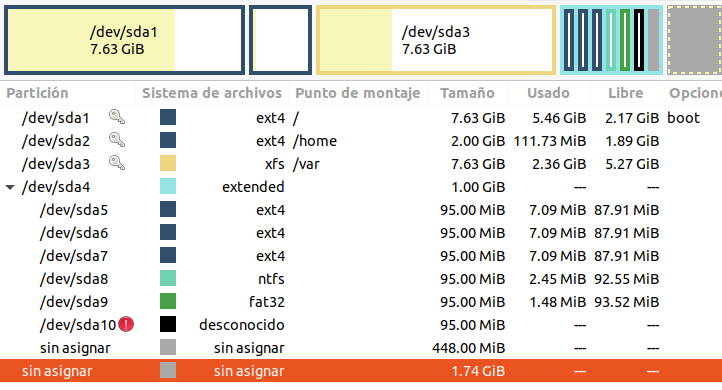 /dev/sda1 /dev/sda3
7.63 GiB 7.63 GiB
Partición Sistema de archivos Punto de montaje Tamaño Usado Libre Opcione
/dev/sda1 ext4 / 7.63 GiB 5.46 GiB 2.17 GiB boot
/dev/sda2 ext4 /home 2.00 GiB 111.73 MiB 1.89 GiB
/dev/sda3 xfs /var 7.63 GiB 2.36 GiB 5.27 GiB
/dev/sda4 extended 1.00 GiB --- ---
/dev/sda5 ext4 95.00 MiB 7.09 MiB 87.91 MiB
/dev/sda6 ext4 95.00 MiB 7.09 MiB 87.91 MiB
/dev/sda7 ext4 95.00 MiB 7.09 MiB 87.91 MiB
/dev/sda8 ntfs 95.00 MiB 2.45 MiB 92.55 MiB
/dev/sda9 fat32 95.00 MiB 1.48 MiB 93.52 MiB
/dev/sda10 desconocido 95.00 MiB --- ---
sin asignar sin asignar 448.00 MiB --- ---
sin asignar sin asignar 1.74 GiB --- ---